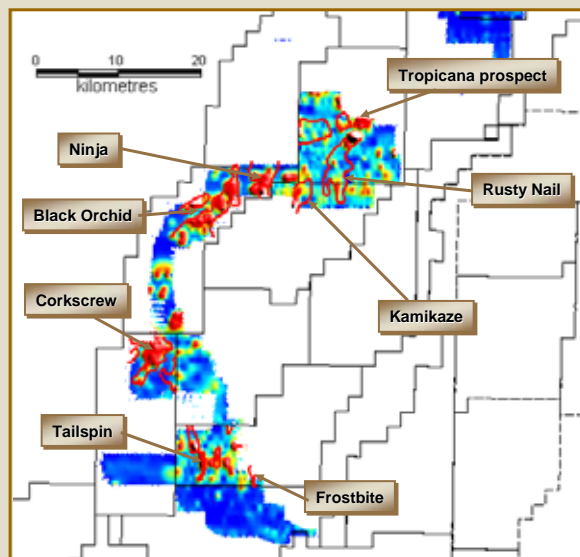 0 10 20
kilometres
Tropicana prospect
Ninja
Rusty Nail
Black Orchid
Corkscrew
Kamikaze
Tailspin
Frostbite